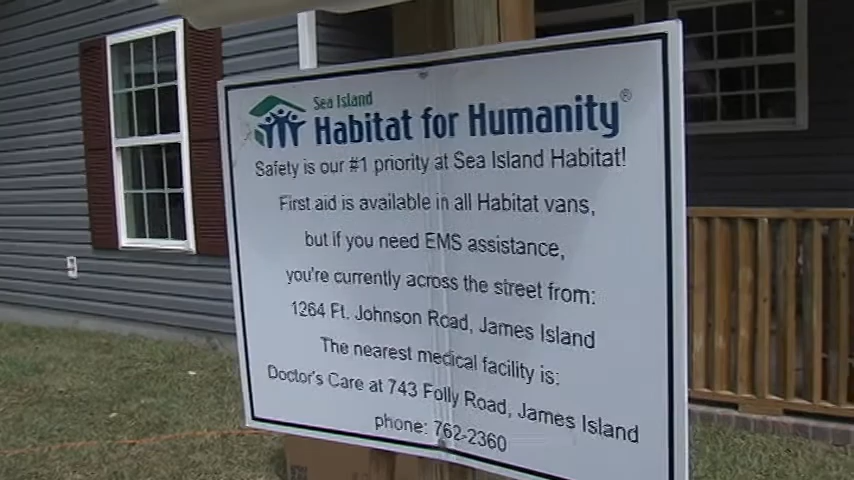 Sea Island
Habitat for Humanity®
Safety is our #1 priority at Sea Island Habitat!
First aid is available in all Habitat vans,
but if you need EMS assistance,
you're currently across the street from:
1264 Ft. Johnson Road, James Island
The nearest medical facility is:
Doctor's Care at 743 Folly Road, James Island
phone: 762-2360